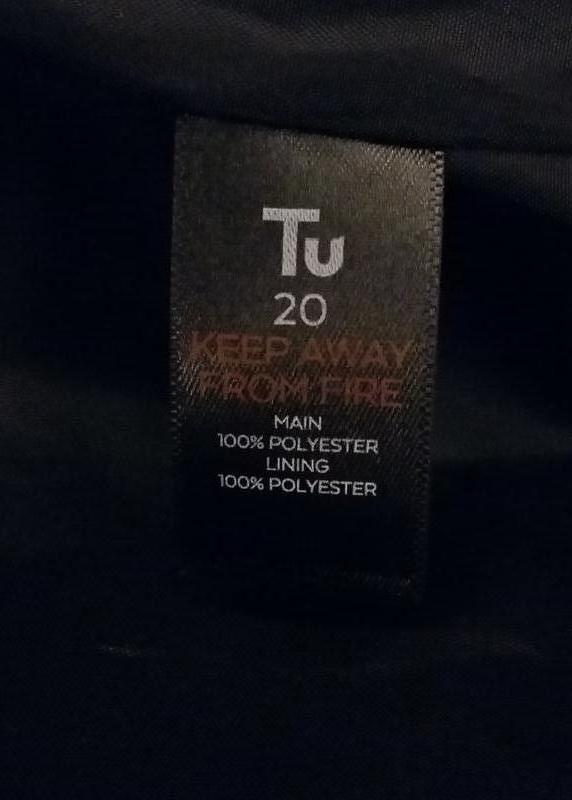 Tu
20
KEEP AWAY
FROM FIRE
MAIN
100% POLYESTER
LINING
100% POLYESTER